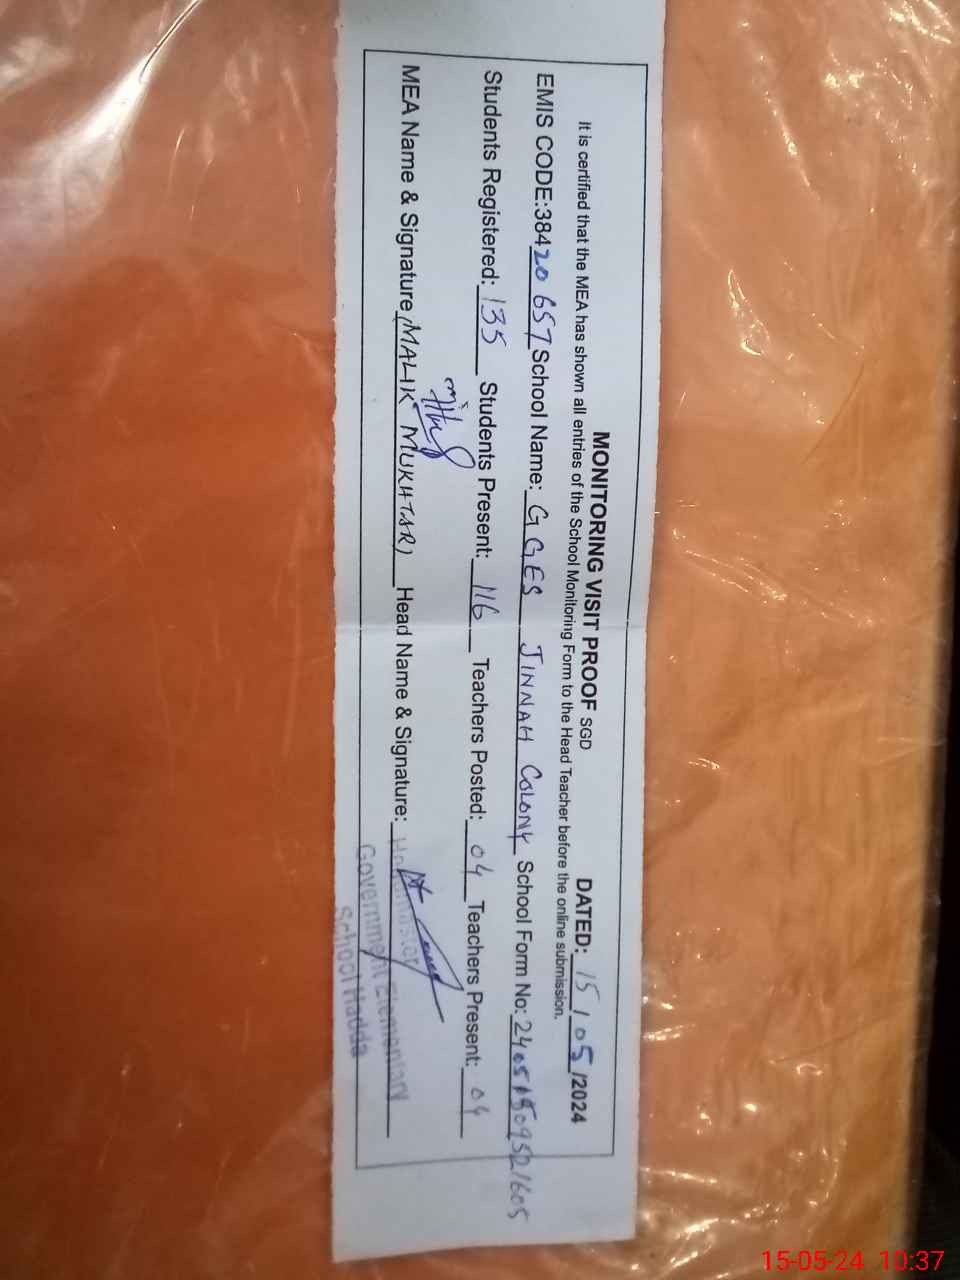 MONITORING VISIT PROOF SGD DATED: 15/05/2024
It is certified that the MEA has shown all entries of the School Monitoring Form to the Head Teacher before the online submission.
EMIS CODE:38420657 School Name: GGES JINNAH COLONY School Form No: 24051509521605
Students Registered: 135 Students Present: 116 Teachers Posted: 04 Teachers Present: 04
MEA Name & Signature (MALIK MUKHTAR) Head Name & Signature:
Headmaster
Government Elementary
School Hadda
15-05-24 10:37